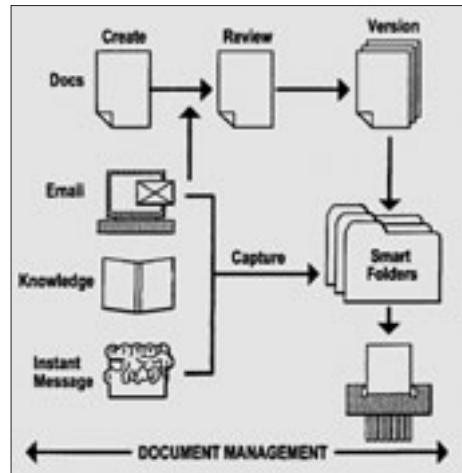 Create
Review
Version
Docs
Email
Capture
Smart
Folders
Knowledge
Instant
Message
DOCUMENT MANAGEMENT